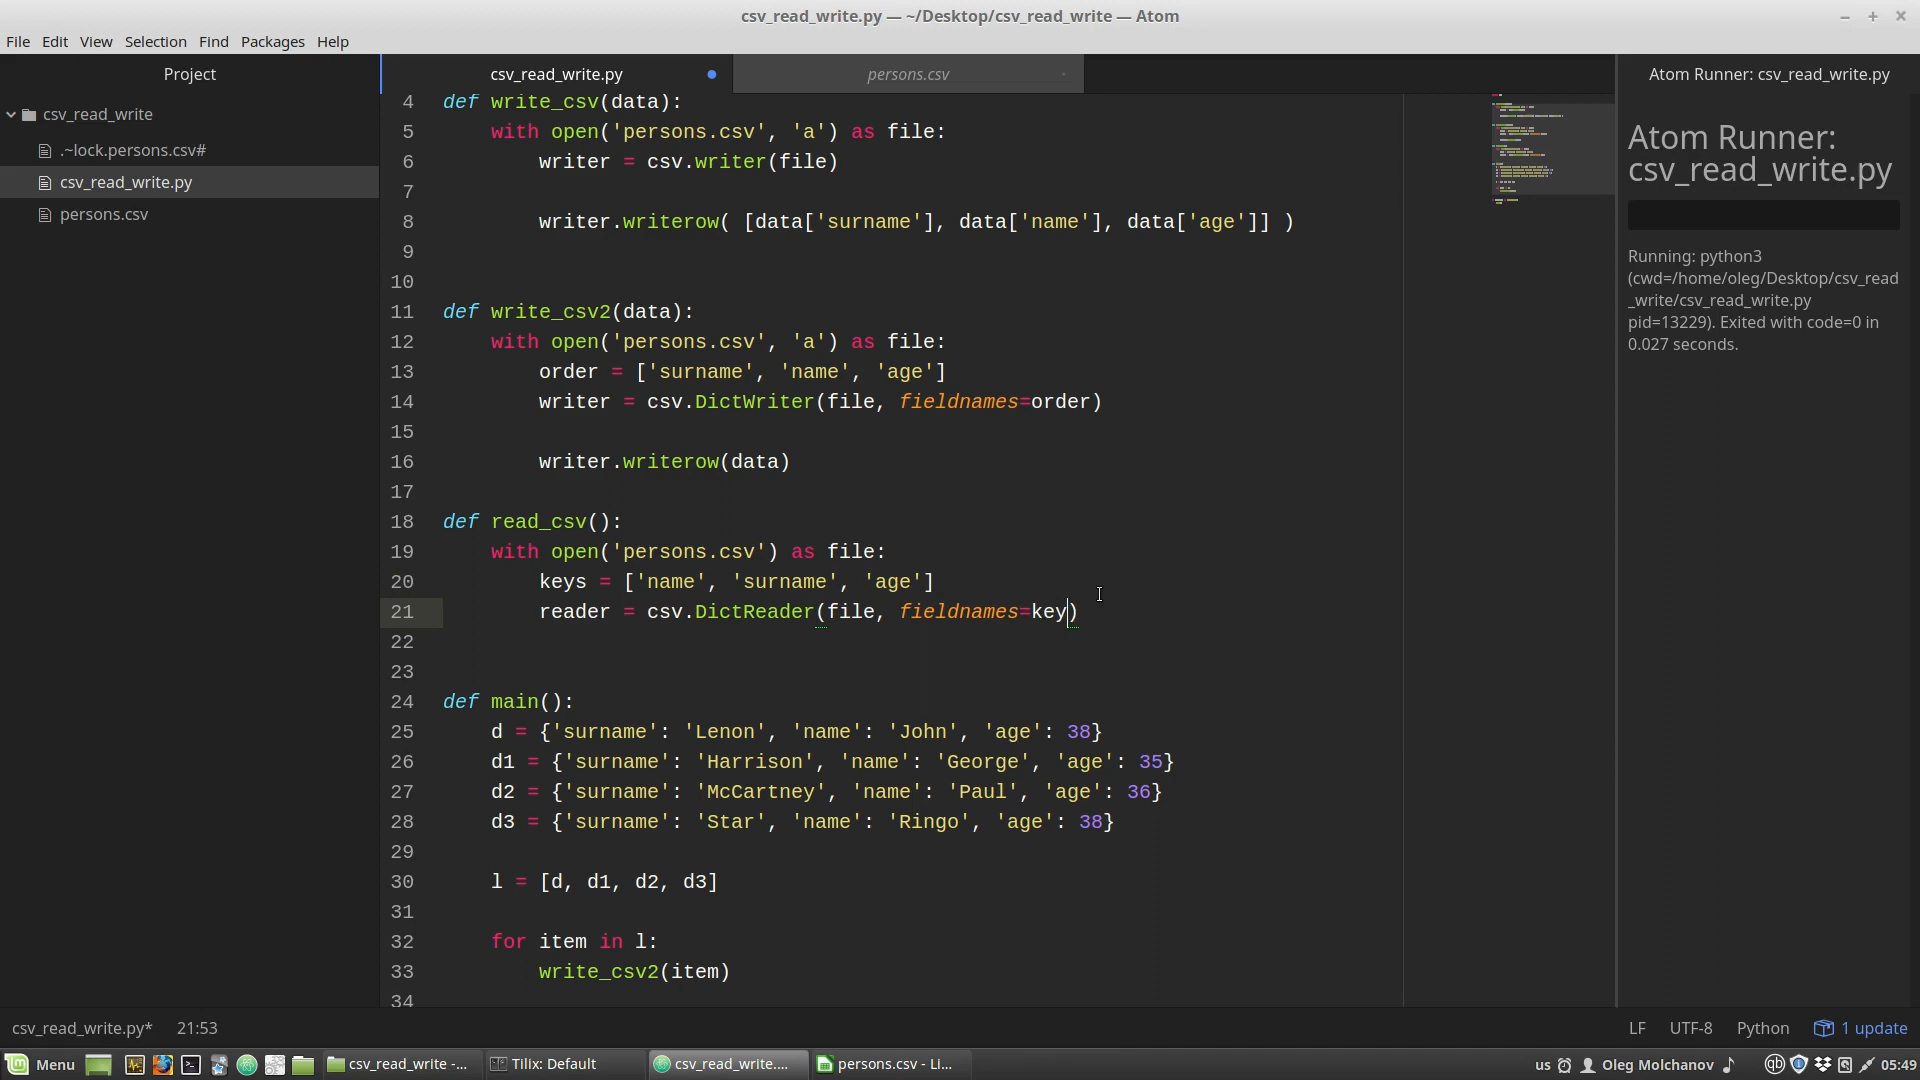 csv_read_write.py — ~/Desktop/csv_read_write — Atom
File Edit View Selection Find Packages Help
Project
csv_read_write
.~lock.persons.csv#
csv_read_write.py
persons.csv
csv_read_write.py
persons.csv
4 def write_csv(data):
5 with open('persons.csv', 'a') as file:
6 writer = csv.writer(file)
7
8 writer.writerow( [data['surname'], data['name'], data['age']] )
9
10
11 def write_csv2(data):
12 with open('persons.csv', 'a') as file:
13 order = ['surname', 'name', 'age']
14 writer = csv.DictWriter(file, fieldnames=order)
15
16 writer.writerow(data)
17
18 def read_csv():
19 with open('persons.csv') as file:
20 keys = ['name', 'surname', 'age']
21 reader = csv.DictReader(file, fieldnames=key)
22
23
24 def main():
25 d = {'surname': 'Lenon', 'name': 'John', 'age': 38}
26 d1 = {'surname': 'Harrison', 'name': 'George', 'age': 35}
27 d2 = {'surname': 'McCartney', 'name': 'Paul', 'age': 36}
28 d3 = {'surname': 'Star', 'name': 'Ringo', 'age': 38}
29
30 l = [d, d1, d2, d3]
31
32 for item in l:
33 write_csv2(item)
34
Atom Runner: csv_read_write.py
Atom Runner:
csv_read_write.py
Running: python3
(cwd=/home/oleg/Desktop/csv_read
_write/csv_read_write.py
pid=13229). Exited with code=0 in
0.027 seconds.
csv_read_write.py* 21:53
LF UTF-8 Python 1 update
Menu csv_read_write -... Tilix: Default csv_read_write.... persons.csv - Li... us Oleg Molchanov qb 05:49